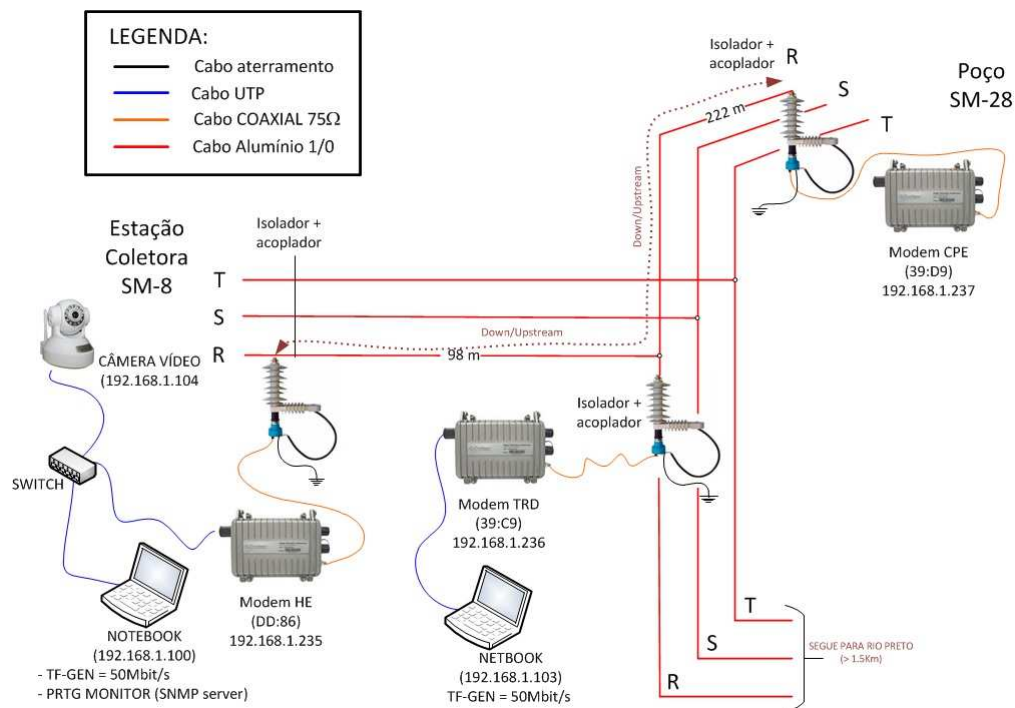 LEGENDA:
Cabo aterramento
Cabo UTP
Cabo COAXIAL 75Ω
Cabo Alumínio 1/0
Isolador +
acoplador
R
S
T
Poço
SM-28
222 m
Down/Upstream
Modem CPE
(39:D9)
192.168.1.237
Estação
Coletora
SM-8
Isolador +
acoplador
T
S
R
Down/Upstream
98 m
CÂMERA VÍDEO
(192.168.1.104
SWITCH
Isolador +
acoplador
Modem TRD
(39:C9)
192.168.1.236
Modem HE
(DD:86)
192.168.1.235
NOTEBOOK
(192.168.1.100)
- TF-GEN = 50Mbit/s
- PRTG MONITOR (SNMP server)
NETBOOK
(192.168.1.103)
TF-GEN = 50Mbit/s
T
S
R
SEGUE PARA RIO PRETO
(> 1.5Km)